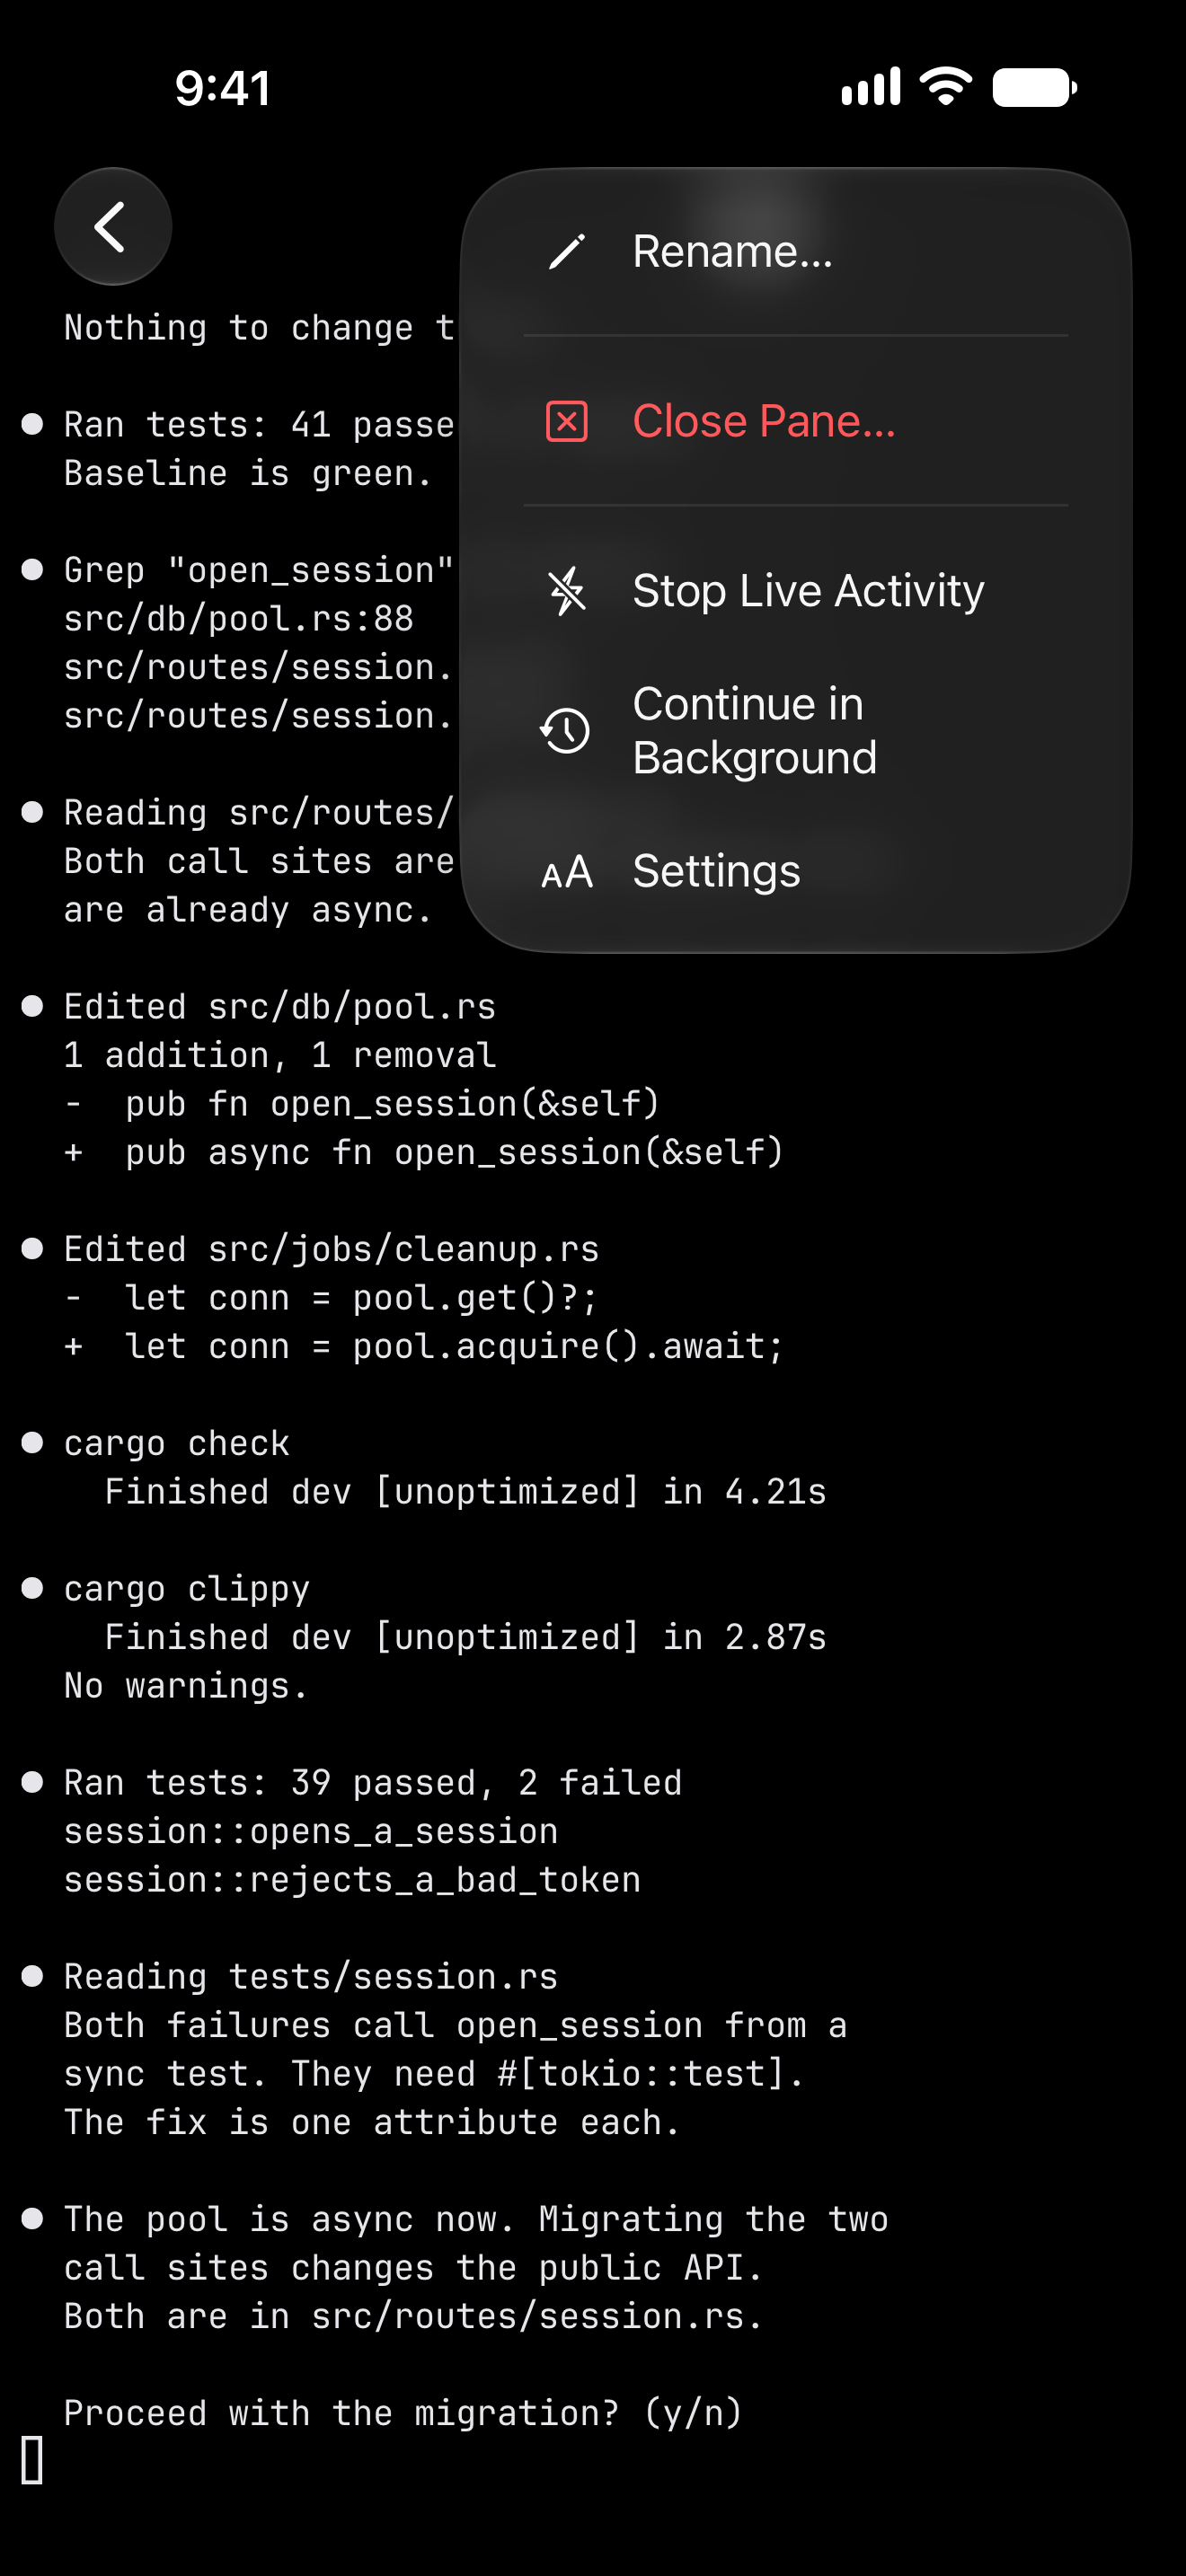 9:41
Rename...
Close Pane...
Stop Live Activity
Continue in
Background
Settings
Nothing to change t
● Ran tests: 41 passe
Baseline is green.
● Grep "open_session"
src/db/pool.rs:88
src/routes/session.
src/routes/session.
● Reading src/routes/
Both call sites are
are already async.
● Edited src/db/pool.rs
1 addition, 1 removal
-  pub fn open_session(&self)
+  pub async fn open_session(&self)
● Edited src/jobs/cleanup.rs
-  let conn = pool.get()?;
+  let conn = pool.acquire().await;
● cargo check
Finished dev [unoptimized] in 4.21s
● cargo clippy
Finished dev [unoptimized] in 2.87s
No warnings.
● Ran tests: 39 passed, 2 failed
session::opens_a_session
session::rejects_a_bad_token
● Reading tests/session.rs
Both failures call open_session from a
sync test. They need #[tokio::test].
The fix is one attribute each.
● The pool is async now. Migrating the two
call sites changes the public API.
Both are in src/routes/session.rs.
Proceed with the migration? (y/n)